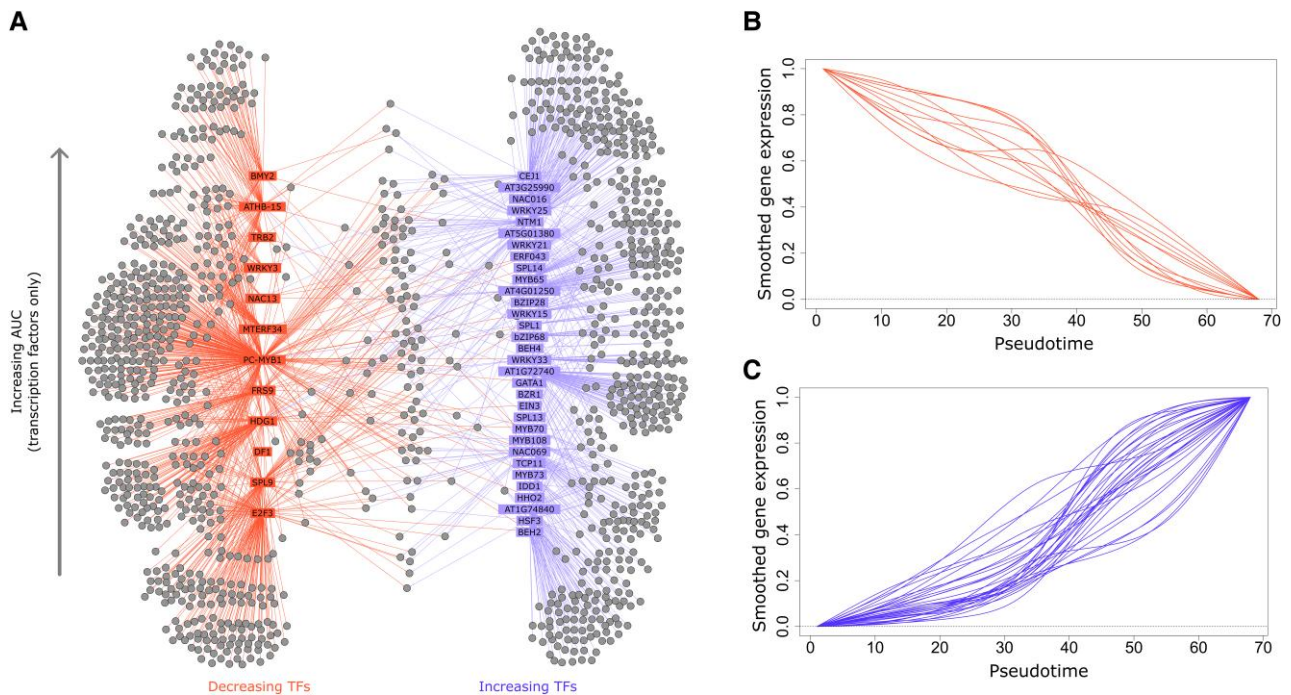 A
Increasing AUC
(transcription factors only)
BMY2
ATHB-15
TRB2
WRKY3
NAC13
MTERF34
PC-MYB1
FRS9
HDG1
DF1
SPL9
E2F3
CEJ1
AT3G25990
NAC016
WRKY25
NTM1
AT5G01380
WRKY21
ERF043
SPL14
MYB65
AT4G01250
BZIP28
WRKY15
SPL1
bZIP68
BEH4
WRKY33
AT1G72740
GATA1
BZR1
EIN3
SPL13
MYB70
MYB108
NAC069
TCP11
MYB73
IDD1
HHO2
AT1G74840
HSF3
BEH2
Decreasing TFs
Increasing TFs
B
Smoothed gene expression
1.0
0.8
0.6
0.4
0.2
0.0
0 10 20 30 40 50 60 70
Pseudotime
C
Smoothed gene expression
1.0
0.8
0.6
0.4
0.2
0.0
0 10 20 30 40 50 60 70
Pseudotime